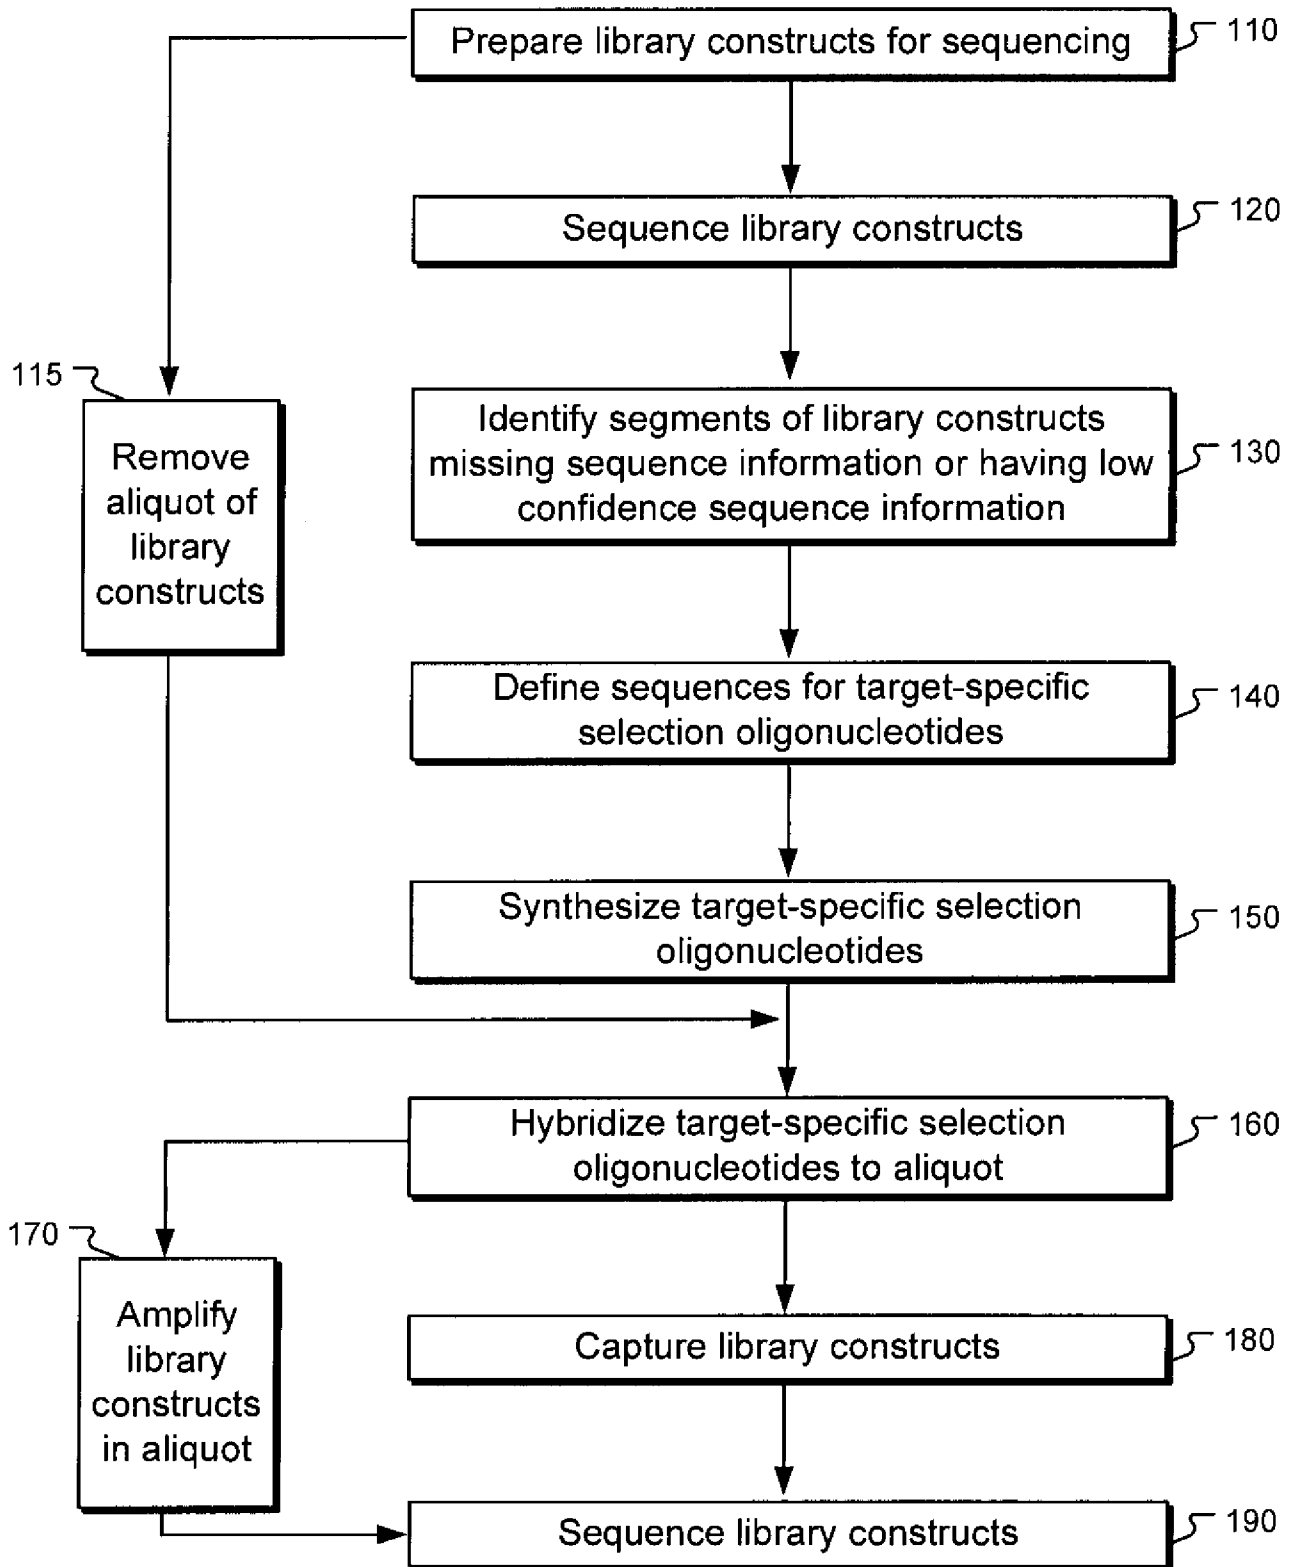 Prepare library constructs for sequencing
110
Sequence library constructs
120
115
Remove
aliquot of
library
constructs
Identify segments of library constructs
missing sequence information or having low
confidence sequence information
130
Define sequences for target-specific
selection oligonucleotides
140
Synthesize target-specific selection
oligonucleotides
150
Hybridize target-specific selection
oligonucleotides to aliquot
160
170
Amplify
library
constructs
in aliquot
Capture library constructs
180
Sequence library constructs
190